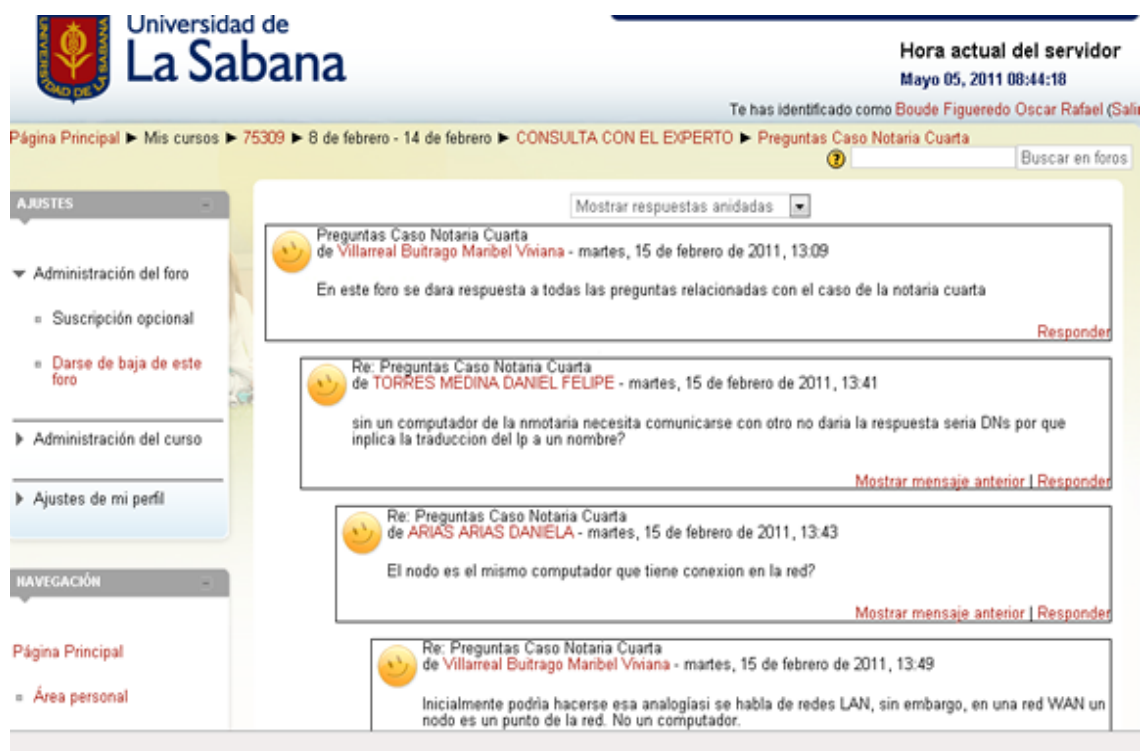 Universidad de
La Sabana
UNIVERSIDAD DE LA SABANA
Hora actual del servidor
Mayo 05, 2011 08:44:18
Te has identificado como Boude Figueredo Oscar Rafael (Sali
Página Principal ► Mis cursos ► 75309 ► 8 de febrero - 14 de febrero ► CONSULTA CON EL EXPERTO ► Preguntas Caso Notaria Cuarta
Buscar en foros
AJUSTES
Administración del foro
Suscripción opcional
Darse de baja de este
foro
Administración del curso
Ajustes de mi perfil
NAVEGACIÓN
Página Principal
Área personal
Mostrar respuestas anidadas
Preguntas Caso Notaria Cuarta
de Villarreal Buitrago Maribel Viviana - martes, 15 de febrero de 2011, 13:09
En este foro se dara respuesta a todas las preguntas relacionadas con el caso de la notaria cuarta
Responder
Re: Preguntas Caso Notaria Cuarta
de TORRES MEDINA DANIEL FELIPE - martes, 15 de febrero de 2011, 13:41
sin un computador de la nmotaria necesita comunicarse con otro no daria la respuesta seria DNs por que
inplica la traduccion del Ip a un nombre?
Mostrar mensaje anterior | Responder
Re: Preguntas Caso Notaria Cuarta
de ARIAS ARIAS DANIELA - martes, 15 de febrero de 2011, 13:43
El nodo es el mismo computador que tiene conexion en la red?
Mostrar mensaje anterior | Responder
Re: Preguntas Caso Notaria Cuarta
de Villarreal Buitrago Maribel Viviana - martes, 15 de febrero de 2011, 13:49
Inicialmente podría hacerse esa analogíasi se habla de redes LAN, sin embargo, en una red WAN un
nodo es un punto de la red. No un computador.